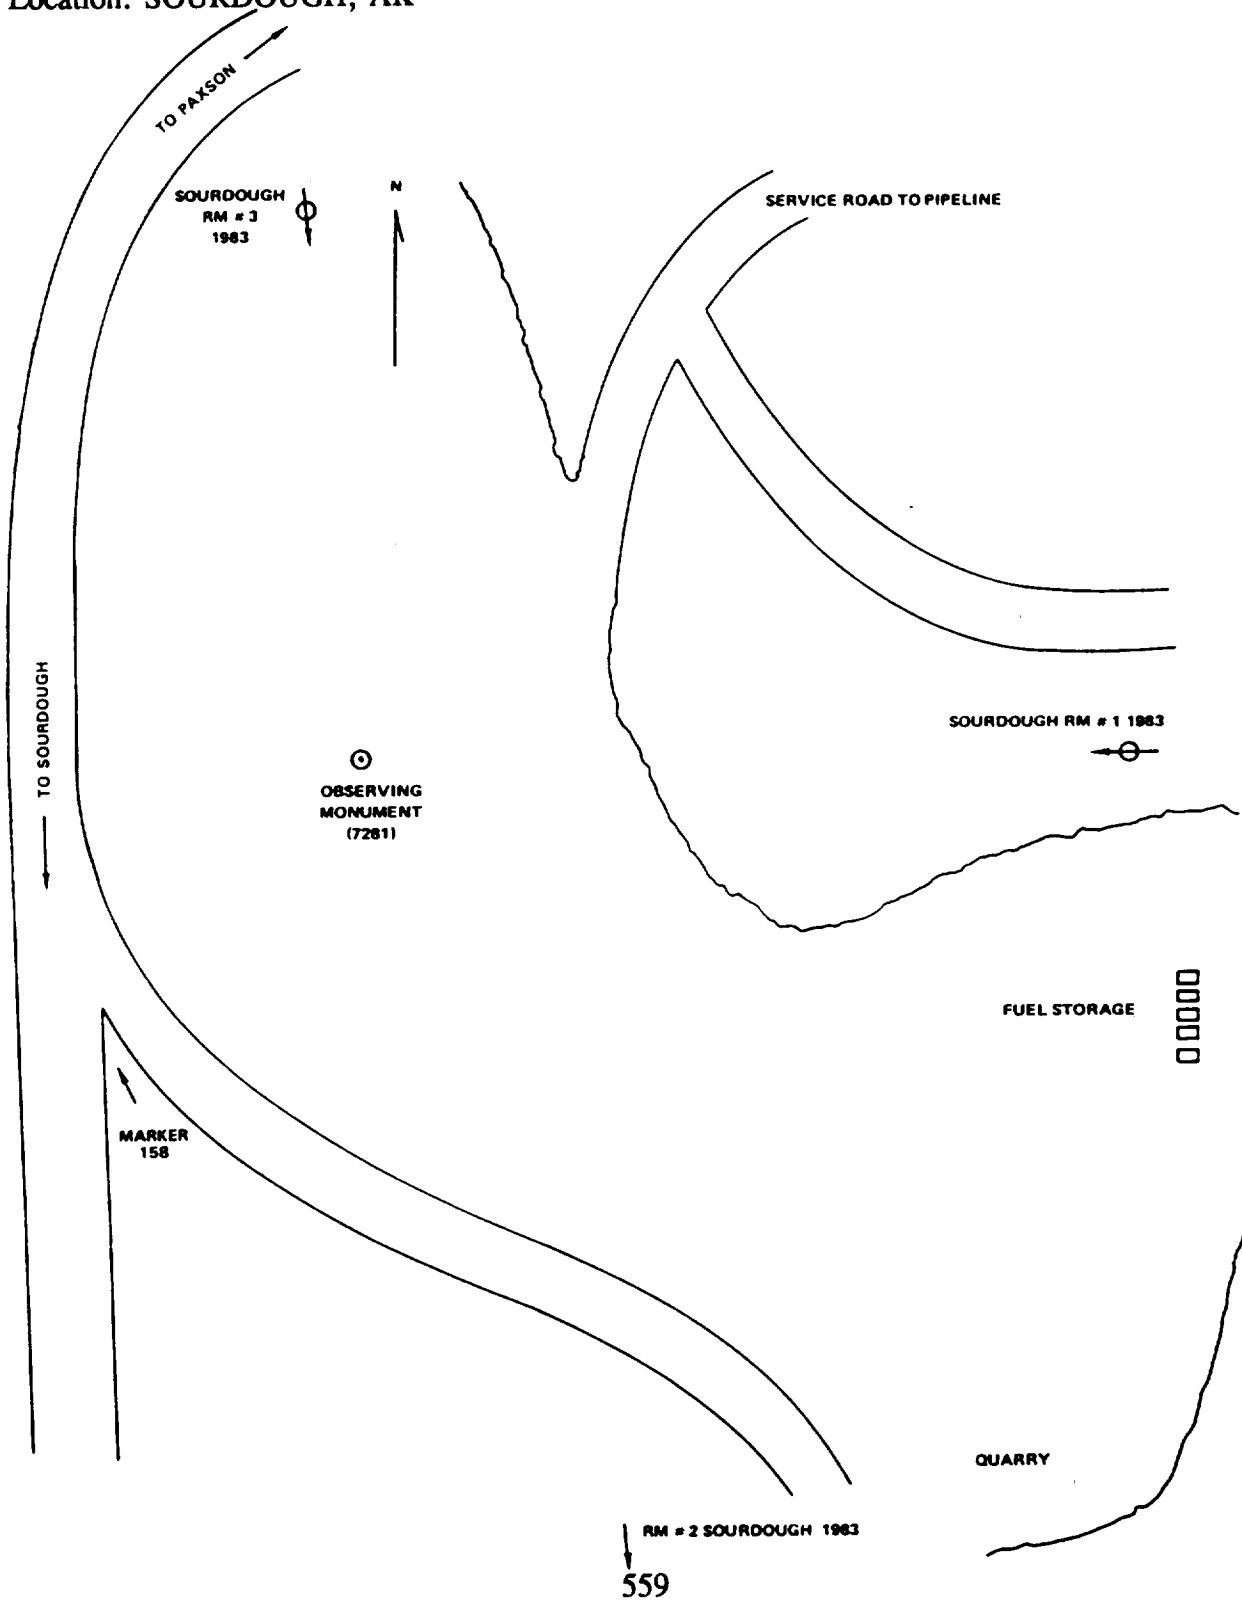 Location: SOURDOUGH, AK
TO PAXSON
SOURDOUGH
RM # 3
1983
N
SERVICE ROAD TO PIPELINE
TO SOURDOUGH
SOURDOUGH RM # 1 1983
OBSERVING
MONUMENT
(7281)
FUEL STORAGE
MARKER
158
QUARRY
RM # 2 SOURDOUGH 1983
559